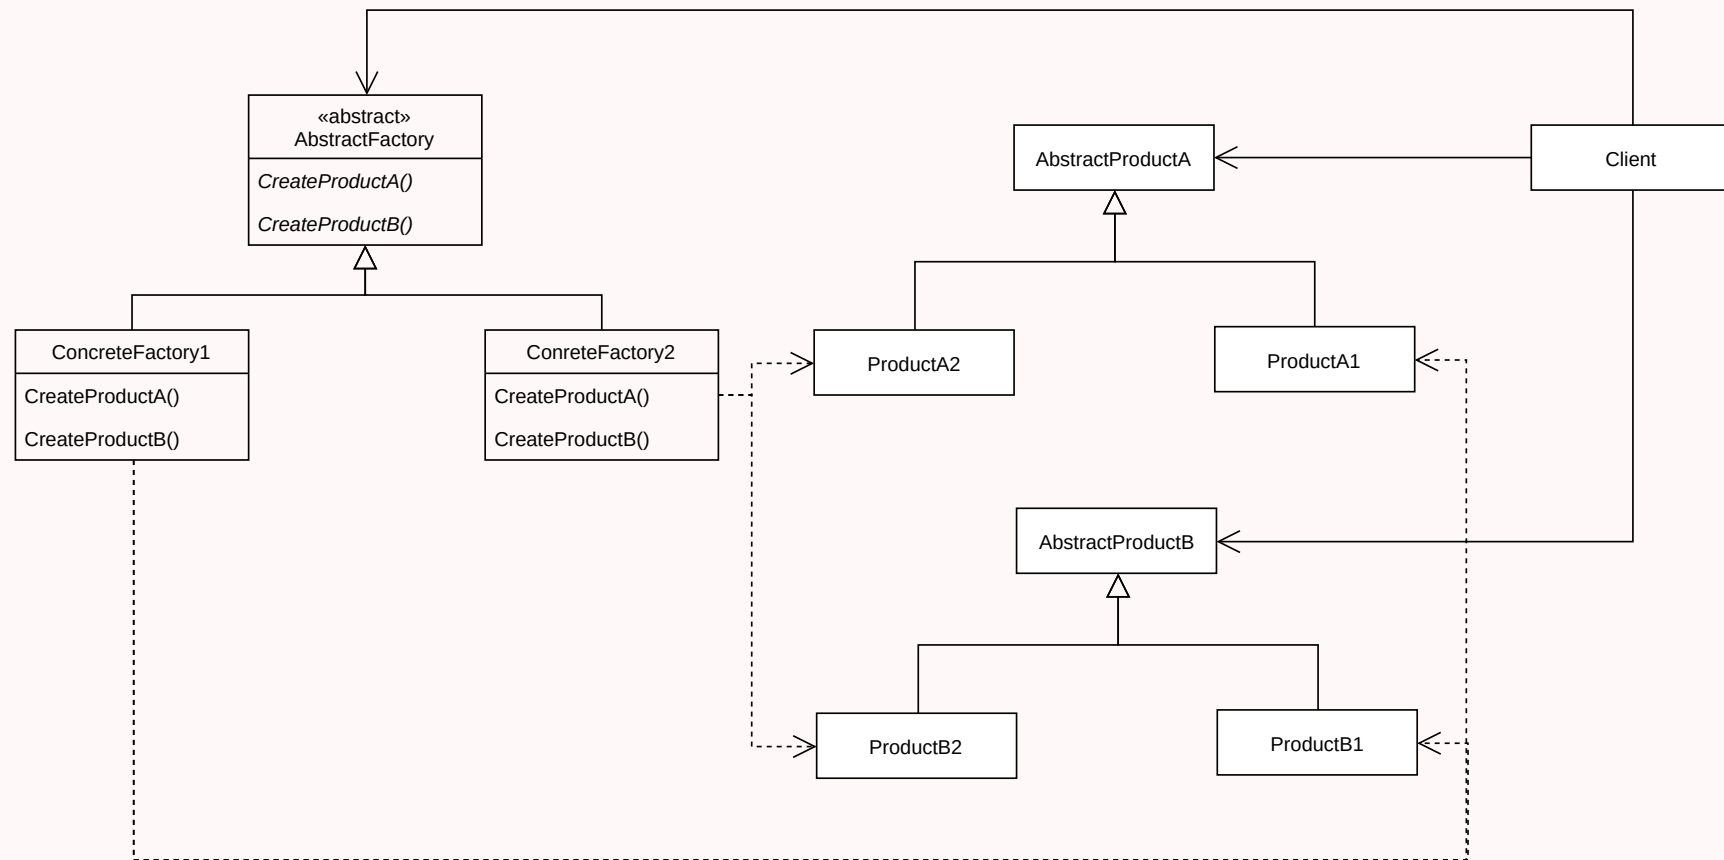 «abstract»
AbstractFactory
CreateProductA()
CreateProductB()
AbstractProductA
Client
ConcreteFactory1
CreateProductA()
CreateProductB()
ConreteFactory2
CreateProductA()
CreateProductB()
ProductA2
ProductA1
AbstractProductB
ProductB2
ProductB1